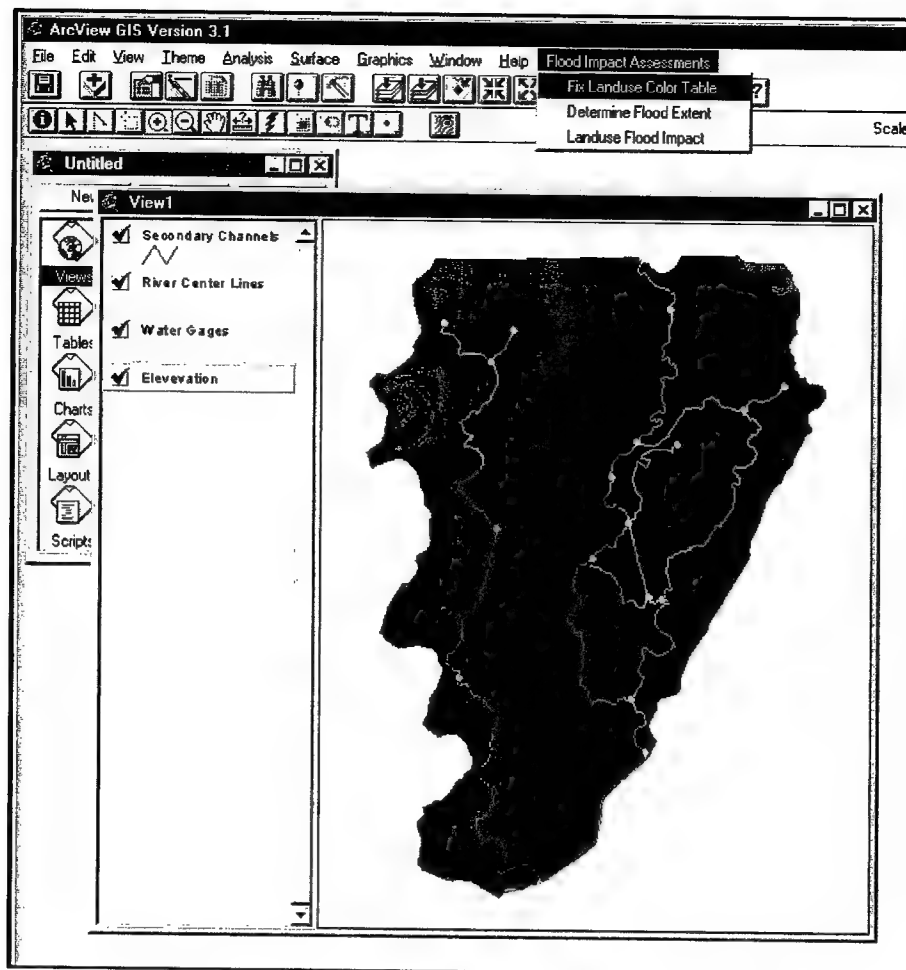 ArcView GIS Version 3.1
File Edit View Theme Analysis Surface Graphics Window Help Flood Impact Assessments
Fix Landuse Color Table
Determine Flood Extent
Landuse Flood Impact
Scale
Untitled
View1
Views
Tables
Charts
Layout
Scripts
Secondary Channels
River Center Lines
Water Gages
Elevevation